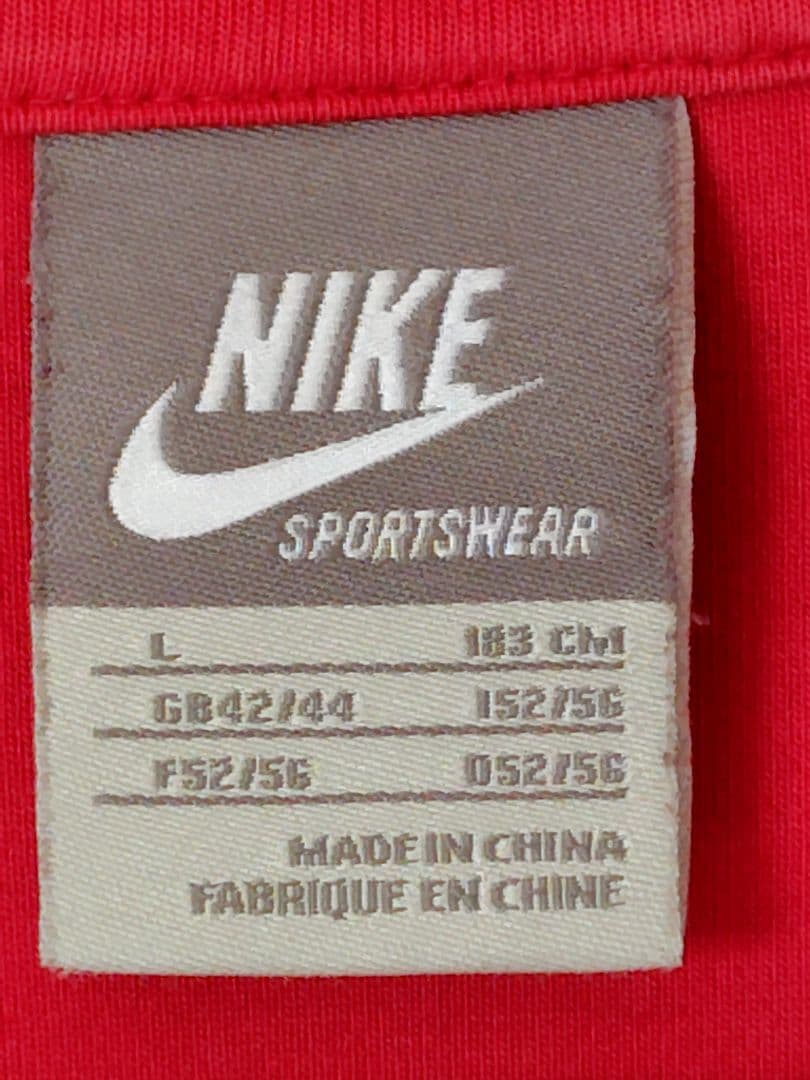 NIKE
SPORTSWEAR
L 183 CM
GB42/44 I52/56
F52/56 D52/56
MADE IN CHINA
FABRIQUE EN CHINE